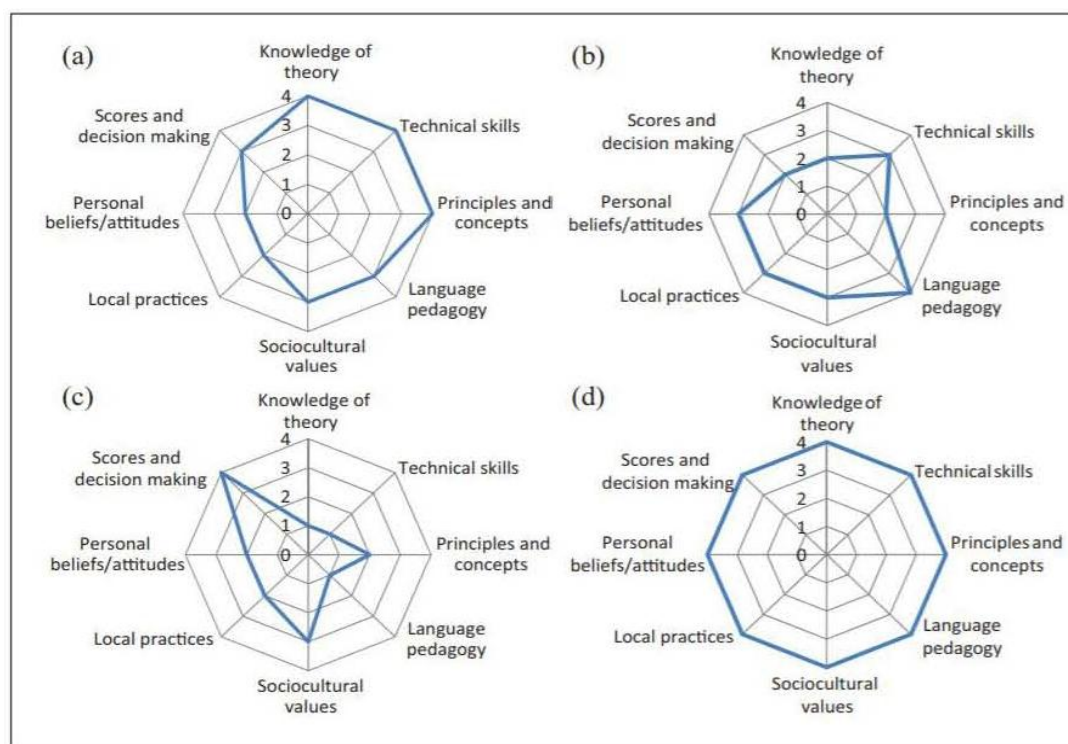 (a)
Knowledge of
theory
Scores and
decision making
Technical skills
Personal
beliefs/attitudes
Principles and
concepts
Local practices
Language
pedagogy
Sociocultural
values
4
3
2
1
0
(b)
Knowledge of
theory
Scores and
decision making
Technical skills
Personal
beliefs/attitudes
Principles and
concepts
Local practices
Language
pedagogy
Sociocultural
values
4
3
2
1
0
(c)
Knowledge of
theory
Scores and
decision making
Technical skills
Personal
beliefs/attitudes
Principles and
concepts
Local practices
Language
pedagogy
Sociocultural
values
4
3
2
1
0
(d)
Knowledge of
theory
Scores and
decision making
Technical skills
Personal
beliefs/attitudes
Principles and
concepts
Local practices
Language
pedagogy
Sociocultural
values
4
3
2
1
0